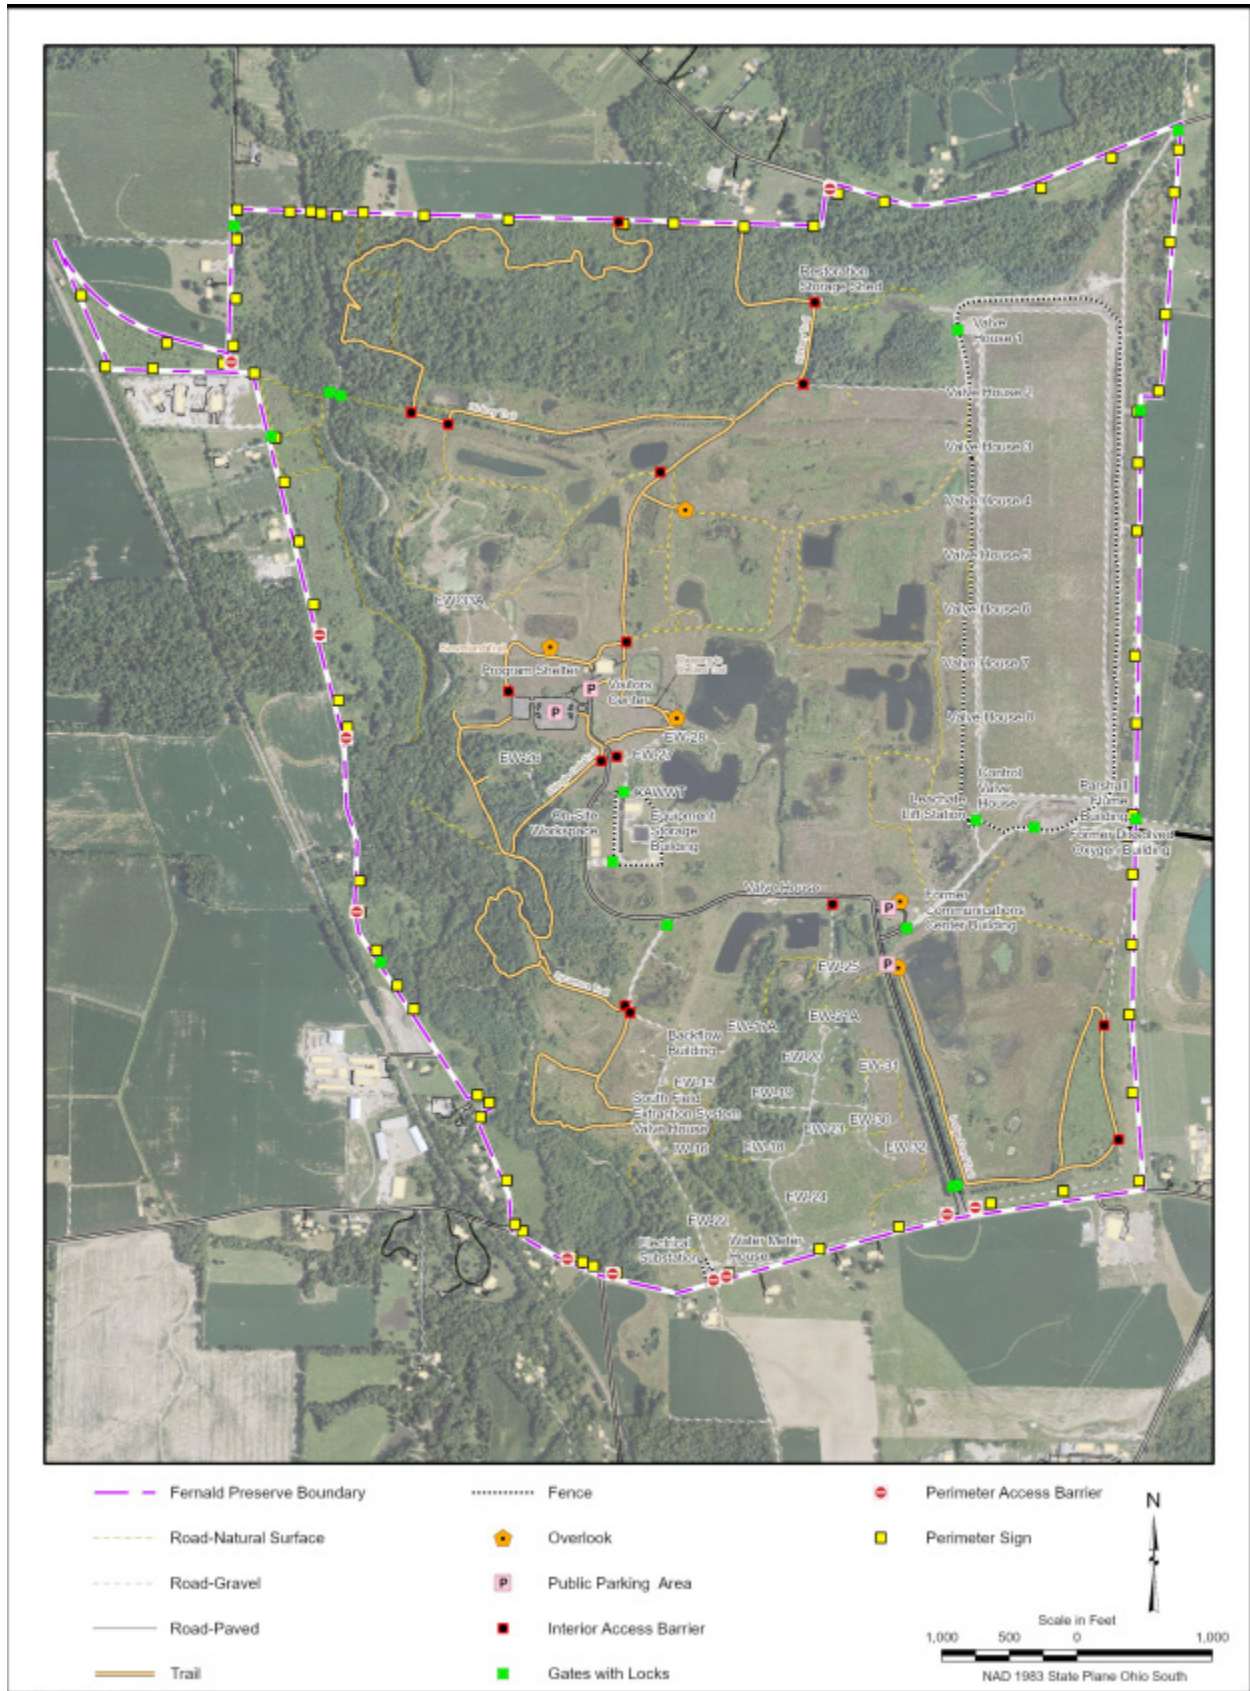 Restoration
Storage Shed
Valve
House 1
Valve House 2
Valve House 3
Valve House 4
Valve House 5
Valve House 6
Valve House 7
Valve House 8
EW-33A
Program Shelter
P
Visitors
Center
P
EW-28
EW-26
EW-27
KAWWT
On-Site
Workspace
Equipment
Storage
Building
Control
Valve
House
Leachate
Lift Station
Parshall
Flume
Building
Former Dissolved
Oxygen Building
Valve House
P
Former
Communications
Center Building
P
EW-25
EW-17A
EW-21A
Backflow
Building
EW-20
EW-31
EW-15
EW-19
South Field
Extraction System
Valve House
EW-30
EW-23
IW-16
EW-18
EW-32
EW-24
EW-22
Electrical
Substation
Water Meter
House
Fernald Preserve Boundary
Road-Natural Surface
Road-Gravel
Road-Paved
Trail
Fence
Overlook
P Public Parking Area
Interior Access Barrier
Gates with Locks
Perimeter Access Barrier
Perimeter Sign
N
Scale in Feet
1,000 500 0 1,000
NAD 1983 State Plane Ohio South